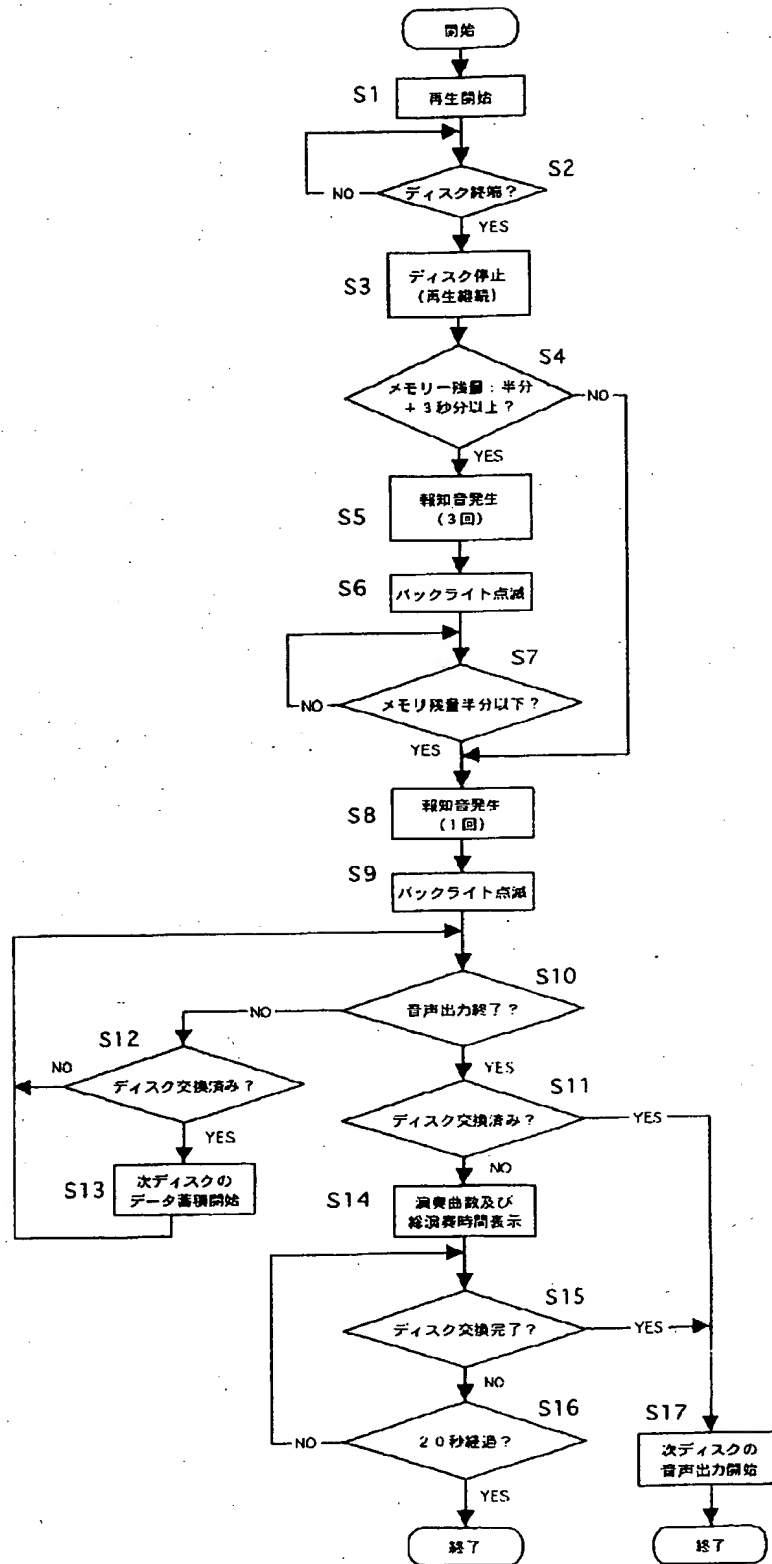 開始
S1
再生開始
S2
ディスク終端?
NO
YES
S3
ディスク停止
(再生継続)
S4
メモリー残量:半分
+3秒分以上?
NO
YES
S5
報知音発生
(3回)
S6
バックライト点滅
S7
メモリ残量半分以下?
NO
YES
S8
報知音発生
(1回)
S9
バックライト点滅
S10
音声出力終了?
NO
YES
S12
ディスク交換済み?
NO
YES
S11
ディスク交換済み?
YES
NO
S13
次ディスクの
データ蓄積開始
S14
演奏曲数及び
総演奏時間表示
S15
ディスク交換完了?
YES
NO
S16
20秒経過?
NO
YES
S17
次ディスクの
音声出力開始
終了
終了